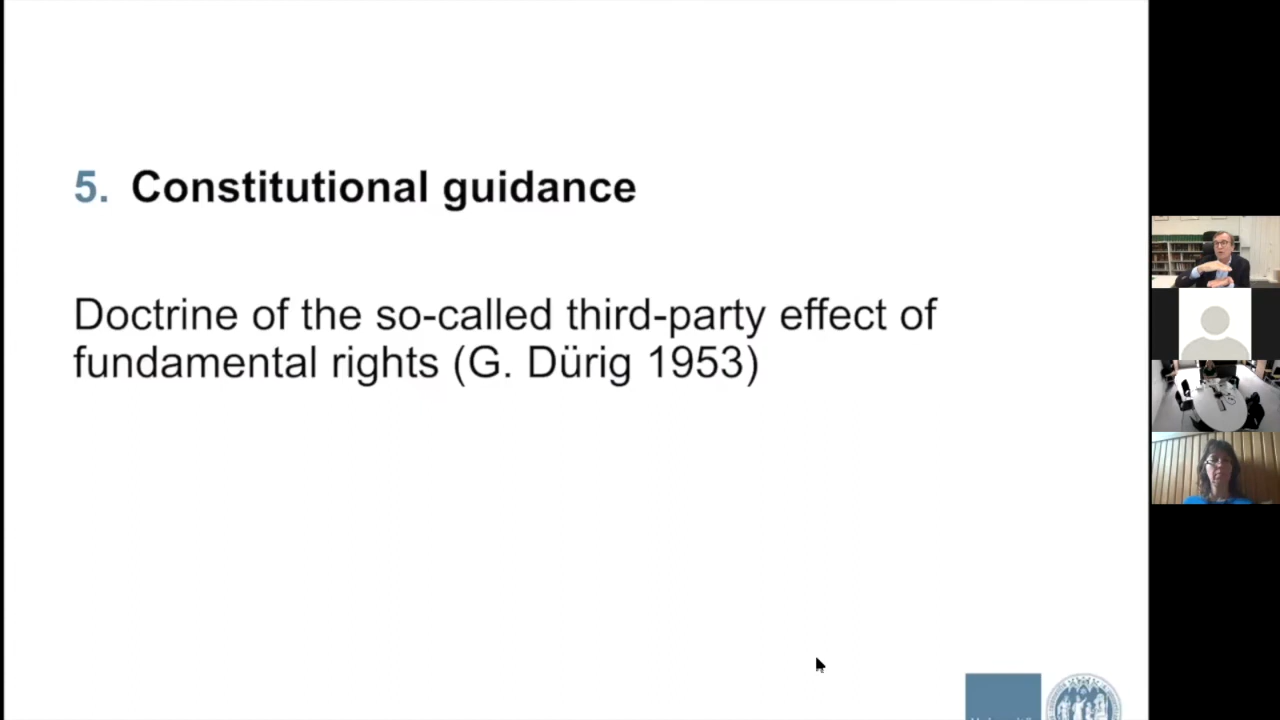 5. Constitutional guidance
Doctrine of the so-called third-party effect of
fundamental rights (G. Dürig 1953)